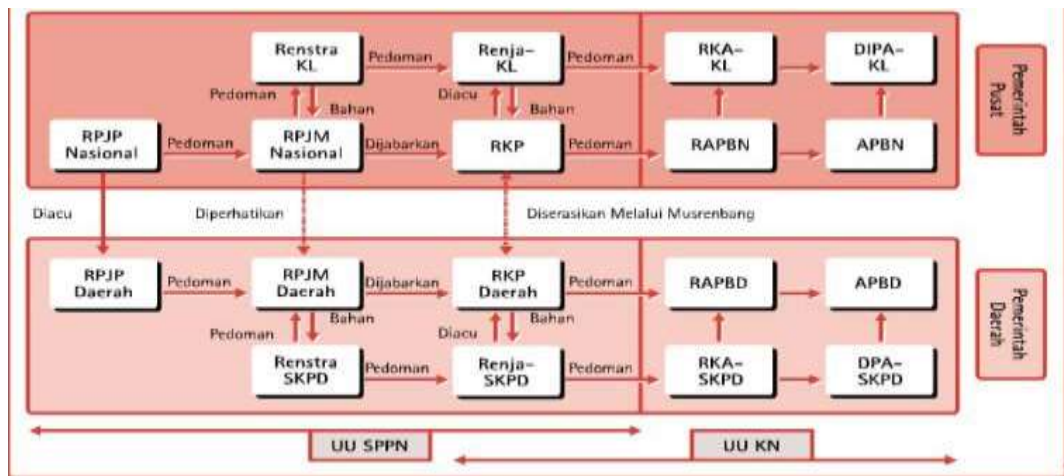 Renstra
KL
Pedoman
Renja-
KL
Pedoman
RKA-
KL
DIPA-
KL
Pedoman
Bahan
Diacu
Bahan
RPJP
Nasional
Pedoman
RPJM
Nasional
Dijabarkan
RKP
Pedoman
RAPBN
APBN
Pemerintah
Pusat
Diacu
Diperhatikan
Diserasikan Melalui Musrenbang
RPJP
Daerah
Pedoman
RPJM
Daerah
Dijabarkan
RKP
Daerah
Pedoman
RAPBD
APBD
Pedoman
Bahan
Diacu
Bahan
Renstra
SKPD
Pedoman
Renja-
SKPD
Pedoman
RKA-
SKPD
DPA-
SKPD
Pemerintah
Daerah
UU SPPN
UU KN